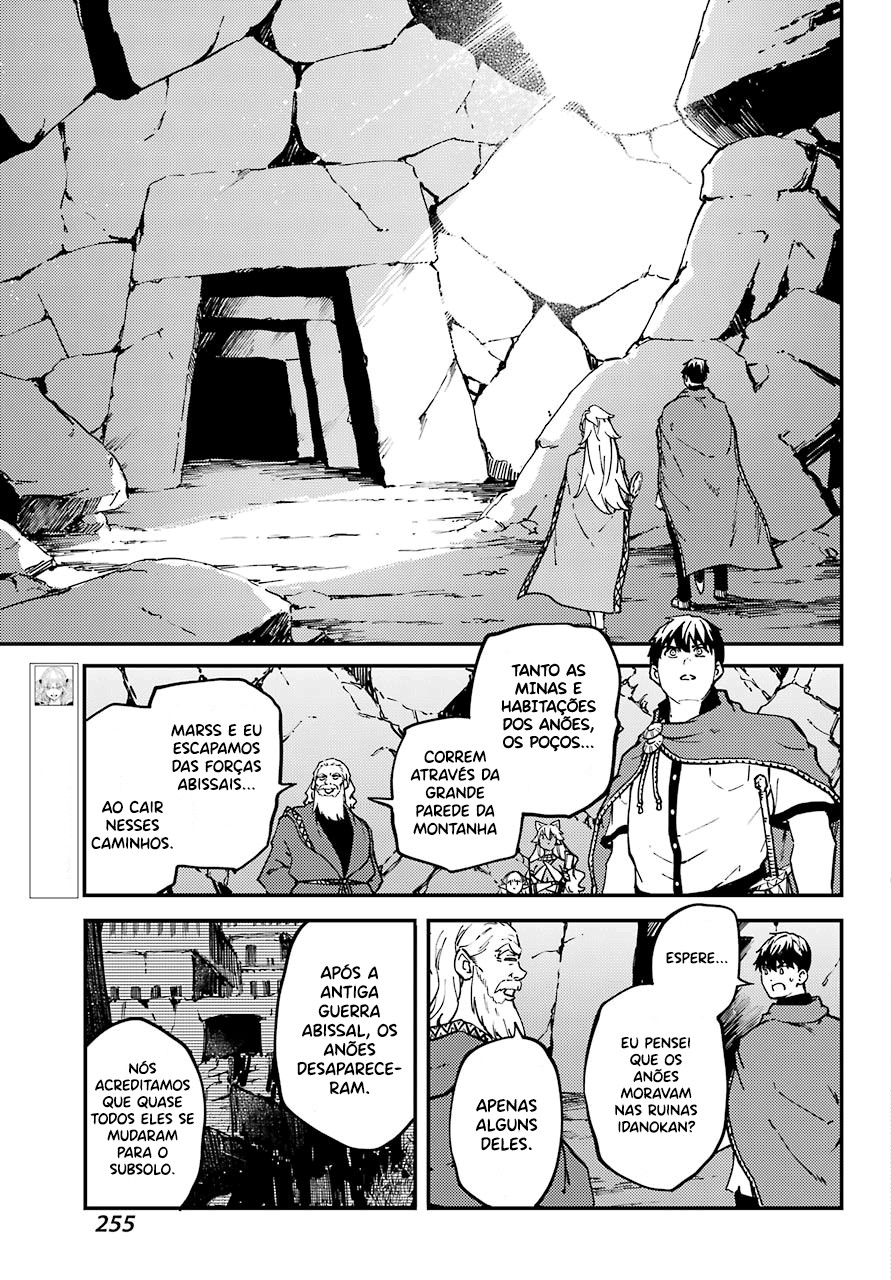 TANTO AS
MINAS E
HABITAÇÕES
DOS ANÕES,
OS POÇOS...
CORREM
ATRAVÉS DA
GRANDE
PAREDE DA
MONTANHA
MARSS E EU
ESCAPAMOS
DAS FORÇAS
ABISSAIS...
AO CAIR
NESSES
CAMINHOS.
ESPERE...
EU PENSEI
QUE OS
ANÕES
MORAVAM
NAS RUINAS
IDANOKAN?
APENAS
ALGUNS
DELES.
APÓS A
ANTIGA
GUERRA
ABISSAL, OS
ANÕES
DESAPARECE-
RAM.
NÓS
ACREDITAMOS
QUE QUASE
TODOS ELES SE
MUDARAM
PARA O
SUBSOLO.
255